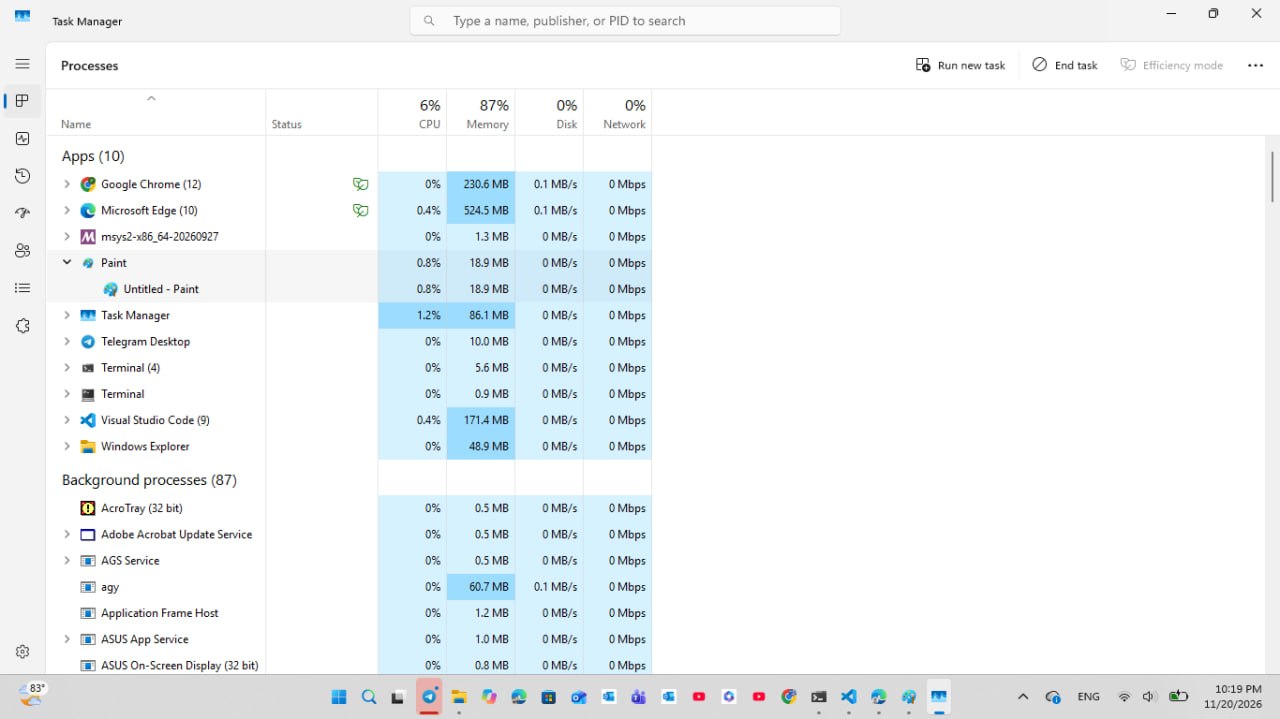 Task Manager
Type a name, publisher, or PID to search
Processes
Run new task
End task
Efficiency mode
6% 87% 0% 0%
Name Status CPU Memory Disk Network
Apps (10)
Google Chrome (12) 0% 230.6 MB 0.1 MB/s 0 Mbps
Microsoft Edge (10) 0.4% 524.5 MB 0.1 MB/s 0 Mbps
msys2-x86_64-20260927 0% 1.3 MB 0 MB/s 0 Mbps
Paint 0.8% 18.9 MB 0 MB/s 0 Mbps
Untitled - Paint 0.8% 18.9 MB 0 MB/s 0 Mbps
Task Manager 1.2% 86.1 MB 0 MB/s 0 Mbps
Telegram Desktop 0% 10.0 MB 0 MB/s 0 Mbps
Terminal (4) 0% 5.6 MB 0 MB/s 0 Mbps
Terminal 0% 0.9 MB 0 MB/s 0 Mbps
Visual Studio Code (9) 0.4% 171.4 MB 0 MB/s 0 Mbps
Windows Explorer 0% 48.9 MB 0 MB/s 0 Mbps
Background processes (87)
AcroTray (32 bit) 0% 0.5 MB 0 MB/s 0 Mbps
Adobe Acrobat Update Service 0% 0.5 MB 0 MB/s 0 Mbps
AGS Service 0% 0.5 MB 0 MB/s 0 Mbps
agy 0% 60.7 MB 0.1 MB/s 0 Mbps
Application Frame Host 0% 1.2 MB 0 MB/s 0 Mbps
ASUS App Service 0% 1.0 MB 0 MB/s 0 Mbps
ASUS On-Screen Display (32 bit) 0% 0.8 MB 0 MB/s 0 Mbps
83°
ENG
10:19 PM
11/20/2026